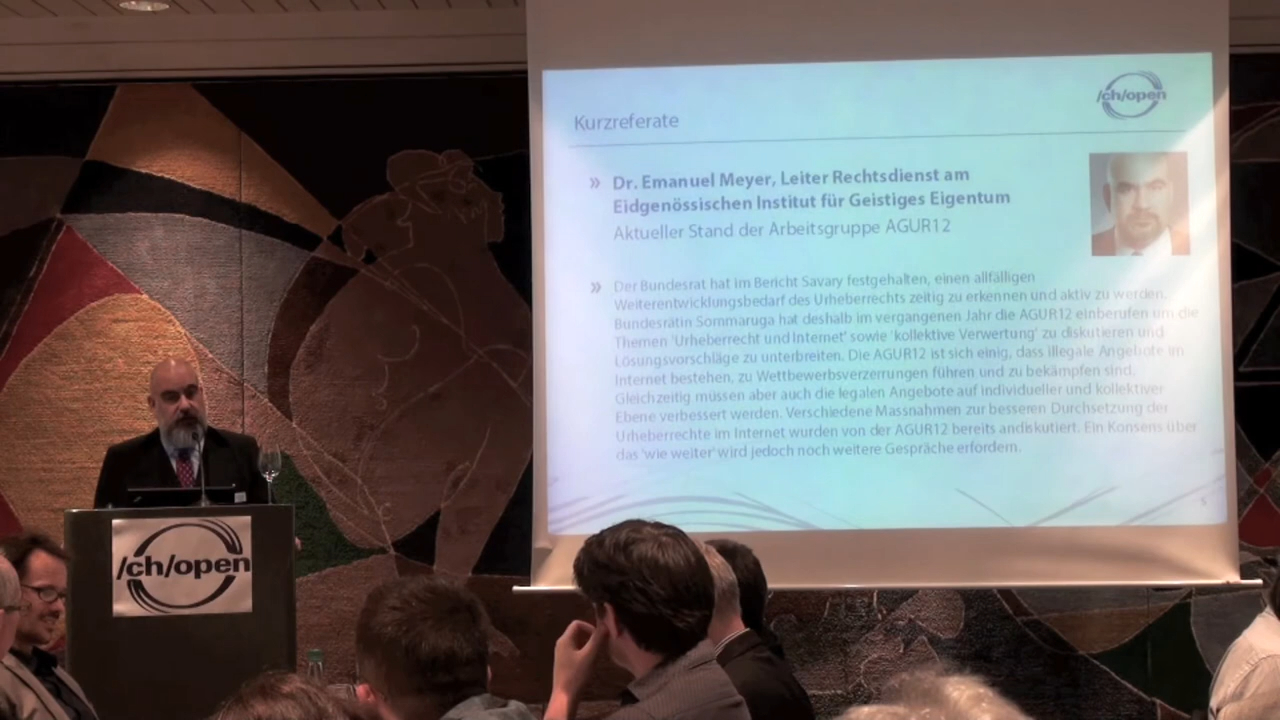 /ch/open
Kurzreferate
» Dr. Emanuel Meyer, Leiter Rechtsdienst am
Eidgenössischen Institut für Geistiges Eigentum
Aktueller Stand der Arbeitsgruppe AGUR12
» Der Bundesrat hat im Bericht Savary festgehalten, einen allfälligen
Weiterentwicklungsbedarf des Urheberrechts zeitig zu erkennen und aktiv zu werden.
Bundesrätin Sommaruga hat deshalb im vergangenen Jahr die AGUR12 einberufen um die
Themen 'Urheberrecht und Internet' sowie 'kollektive Verwertung' zu diskutieren und
Lösungsvorschläge zu unterbreiten. Die AGUR12 ist sich einig, dass illegale Angebote im
Internet bestehen, zu Wettbewerbsverzerrungen führen und zu bekämpfen sind.
Gleichzeitig müssen aber auch die legalen Angebote auf individueller und kollektiver
Ebene verbessert werden. Verschiedene Massnahmen zur besseren Durchsetzung der
Urheberrechte im Internet wurden von der AGUR12 bereits andiskutiert. Ein Konsens über
das 'wie weiter' wird jedoch noch weitere Gespräche erfordern.
/ch/open